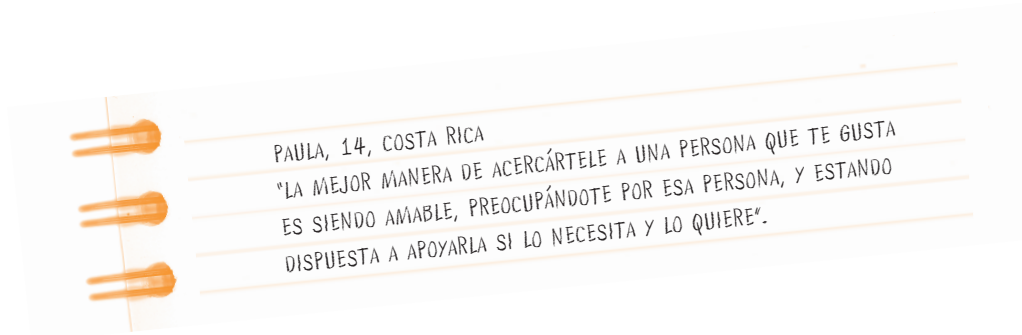 PAULA, 14, COSTA RICA
"LA MEJOR MANERA DE ACERCÁRTELE A UNA PERSONA QUE TE GUSTA
ES SIENDO AMABLE, PREOCUPÁNDOTE POR ESA PERSONA, Y ESTANDO
DISPUESTA A APOYARLA SI LO NECESITA Y LO QUIERE".